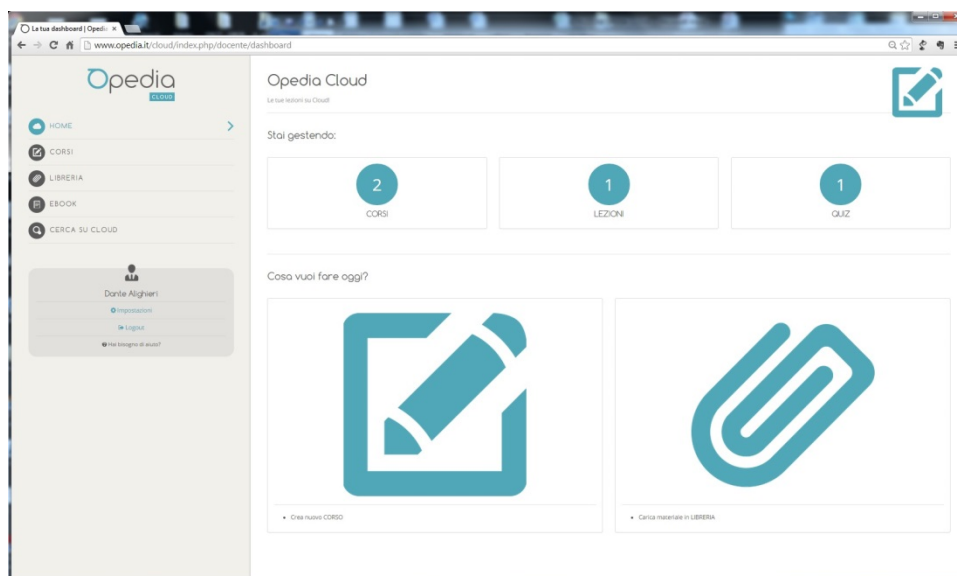 La tua dashboard | Opedia
www.opedia.it/cloud/index.php/docente/dashboard
Opedia
CLOUD
HOME
CORSI
LIBRERIA
EBOOK
CERCA SU CLOUD
Dante Alighieri
Impostazioni
Logout
Hai bisogno di aiuto?
Opedia Cloud
Le tue lezioni su Cloud!
Stai gestendo:
2
CORSI
1
LEZIONI
1
QUIZ
Cosa vuoi fare oggi?
Crea nuovo CORSO
Carica materiale in LIBRERIA